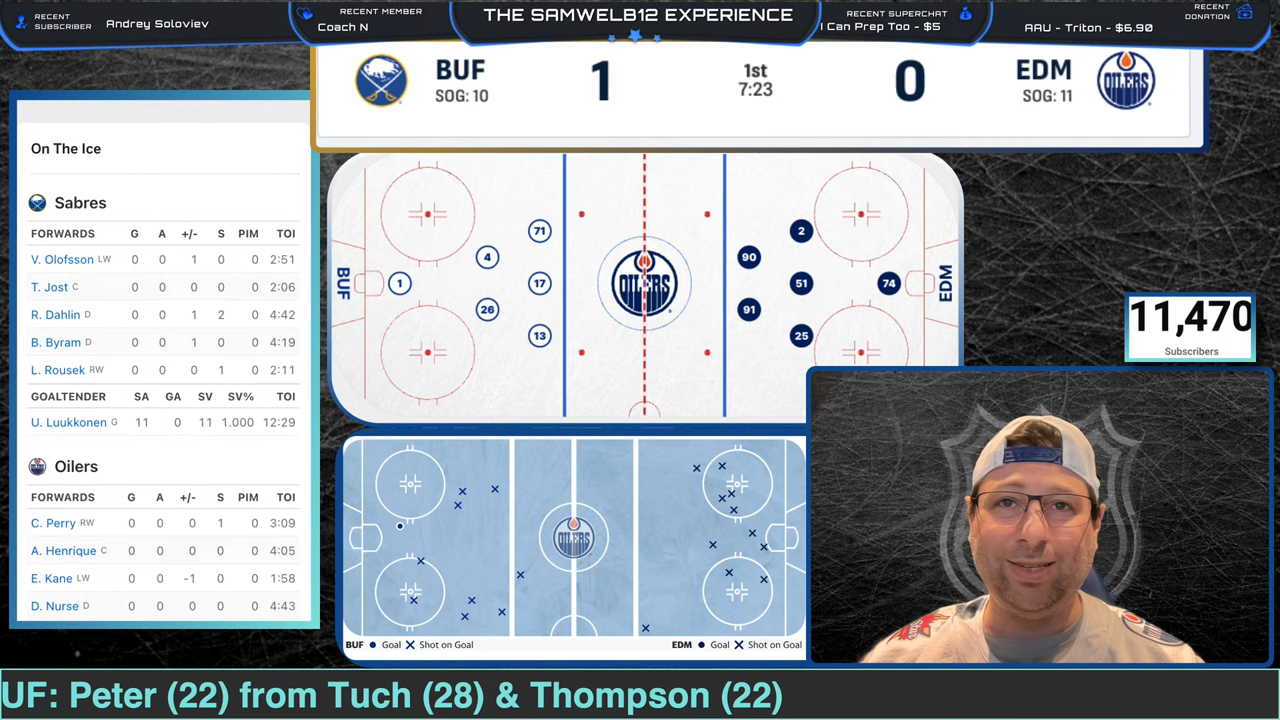 RECENT SUBSCRIBER
Andrey Soloviev
RECENT MEMBER
Coach N
THE SAMWELB12 EXPERIENCE
RECENT SUPERCHAT
I Can Prep Too - $5
RECENT DONATION
AAU - Triton - $6.90
BUF
SOG: 10
1
1st
7:23
0
EDM
SOG: 11
OILERS
On The Ice
Sabres
FORWARDS G A +/- S PIM TOI
V. Olofsson LW 0 0 1 0 0 2:51
T. Jost C 0 0 0 0 0 2:06
R. Dahlin D 0 0 1 2 0 4:42
B. Byram D 0 0 1 0 0 4:19
L. Rousek RW 0 0 0 1 0 2:11
GOALTENDER SA GA SV SV% TOI
U. Luukkonen G 11 0 11 1.000 12:29
Oilers
FORWARDS G A +/- S PIM TOI
C. Perry RW 0 0 0 1 0 3:09
A. Henrique C 0 0 0 0 0 4:05
E. Kane LW 0 0 -1 0 0 1:58
D. Nurse D 0 0 0 0 0 4:43
BUF
1
4
26
71
17
13
OILERS
90
91
2
51
25
74
EDM
11,470
Subscribers
OILERS
BUF Goal Shot on Goal
EDM Goal Shot on Goal
UF: Peter (22) from Tuch (28) & Thompson (22)